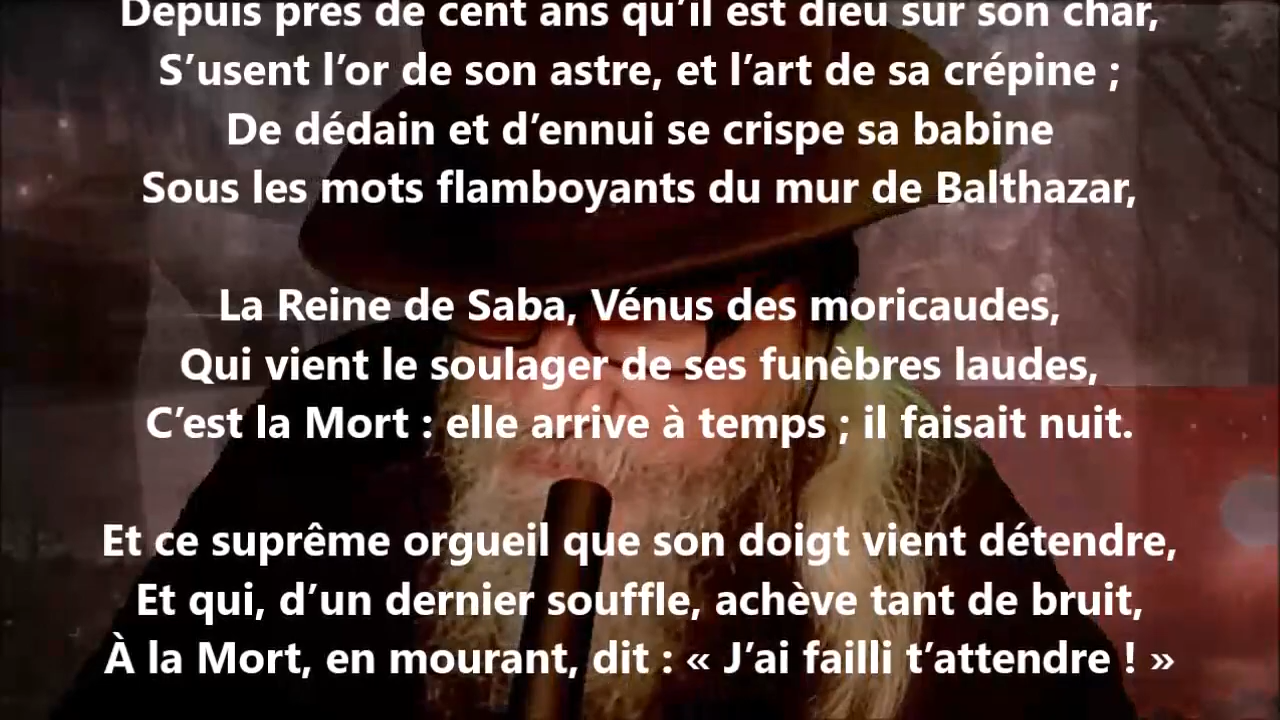 Depuis près de cent ans qu’il est dieu sur son char,
S’usent l’or de son astre, et l’art de sa crépine ;
De dédain et d’ennui se crispe sa babine
Sous les mots flamboyants du mur de Balthazar,
La Reine de Saba, Vénus des moricaudes,
Qui vient le soulager de ses funèbres laudes,
C’est la Mort : elle arrive à temps ; il faisait nuit.
Et ce suprême orgueil que son doigt vient détendre,
Et qui, d’un dernier souffle, achève tant de bruit,
À la Mort, en mourant, dit : « J’ai failli t’attendre ! »